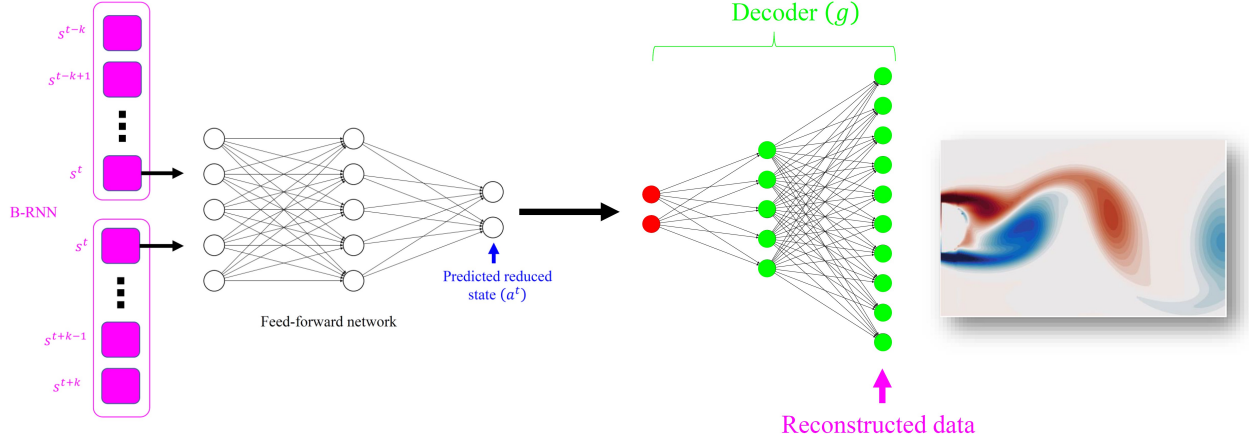 Decoder (g)
s^{t-k}
s^{t-k+1}
s^{t}
B-RNN
s^{t}
s^{t+k-1}
s^{t+k}
Predicted reduced
state (a^{t})
Feed-forward network
Reconstructed data